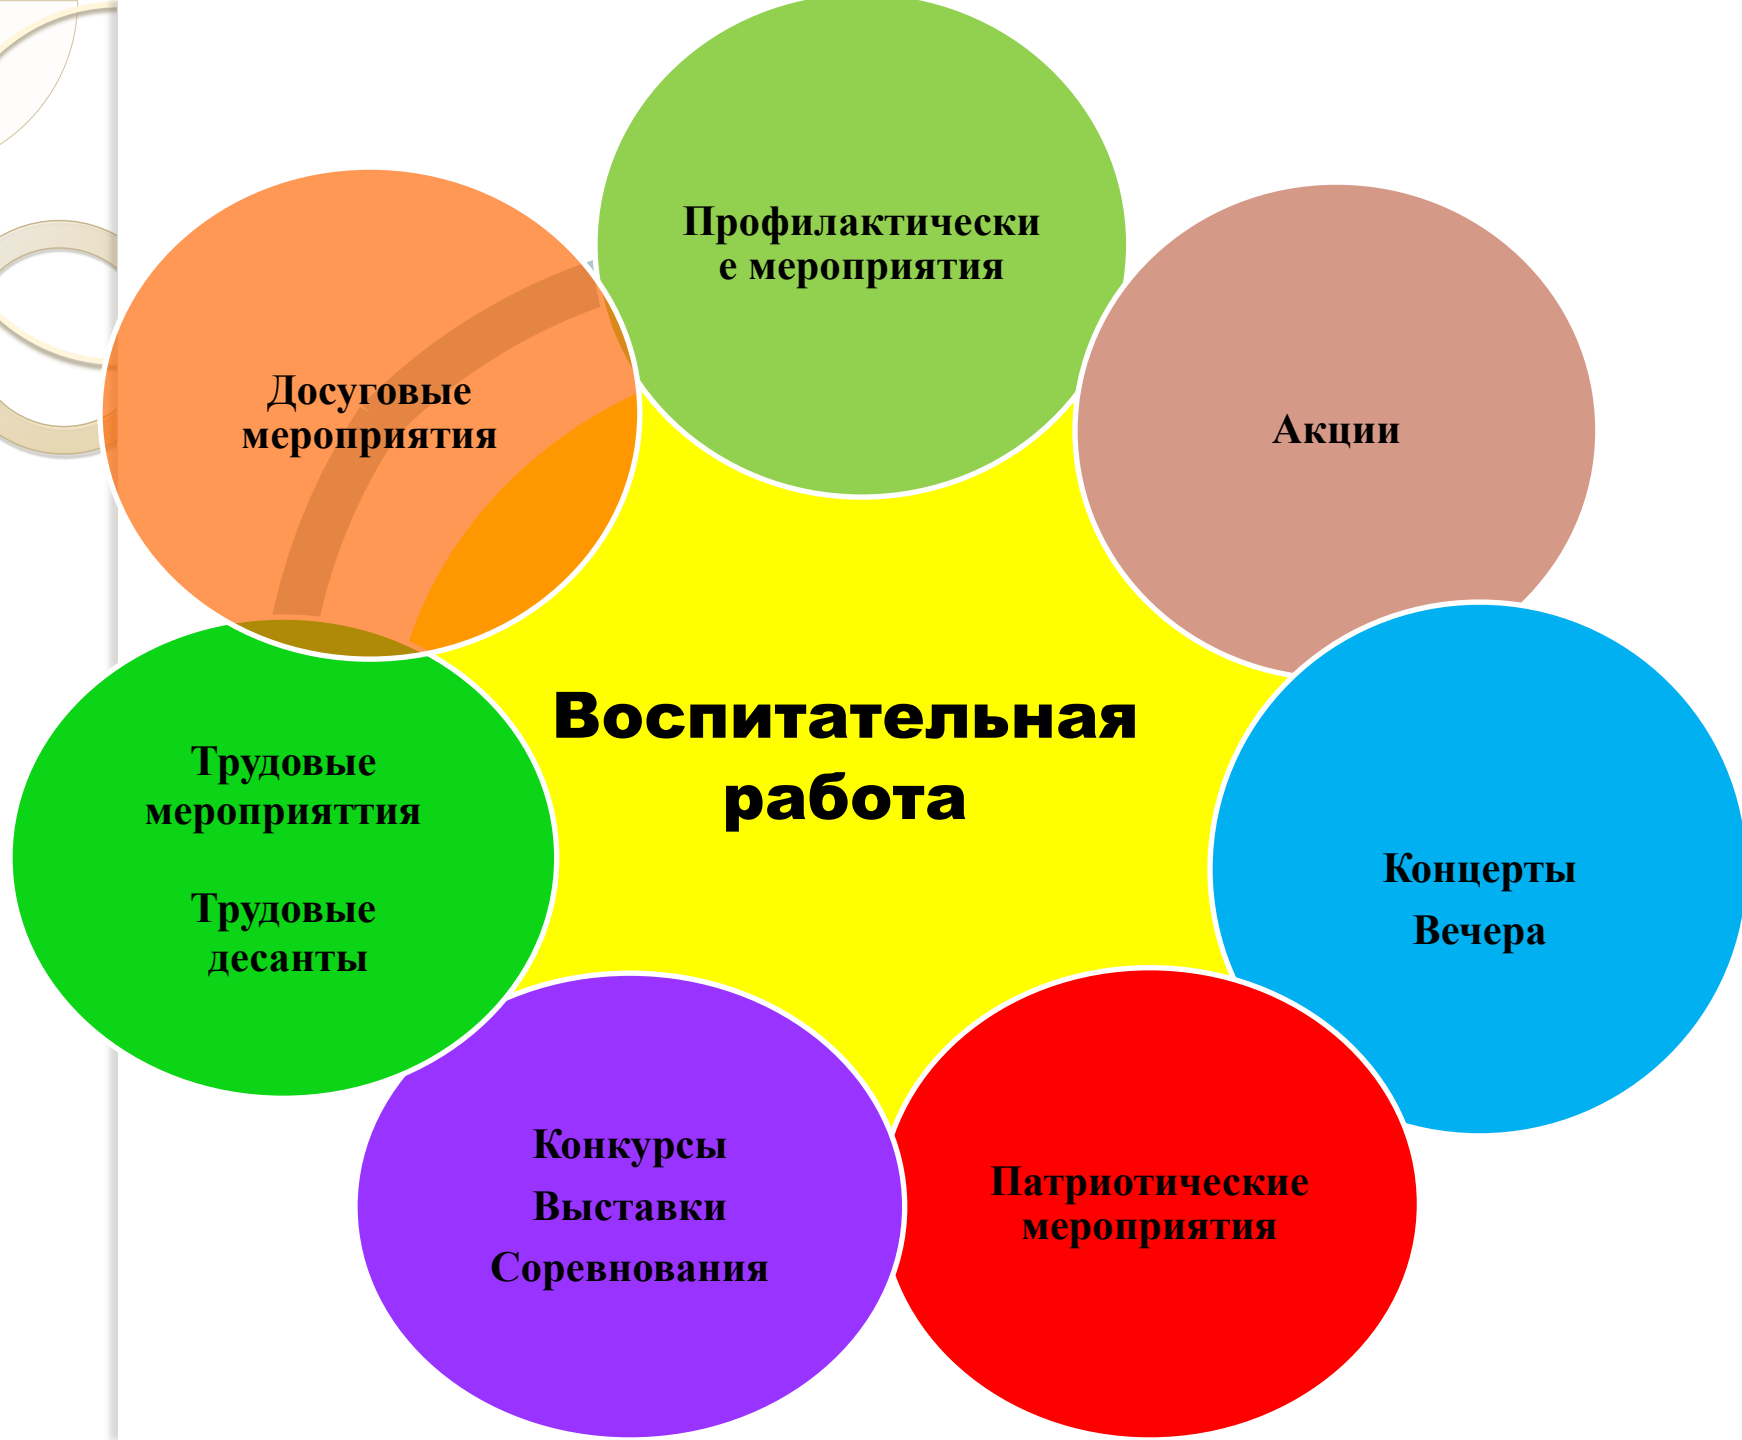 Профилактически
е мероприятия
Досуговые
мероприятия
Акции
Воспитательная
работа
Трудовые
мероприяттия
Трудовые
десанты
Концерты
Вечера
Конкурсы
Выставки
Соревнования
Патриотические
мероприятия